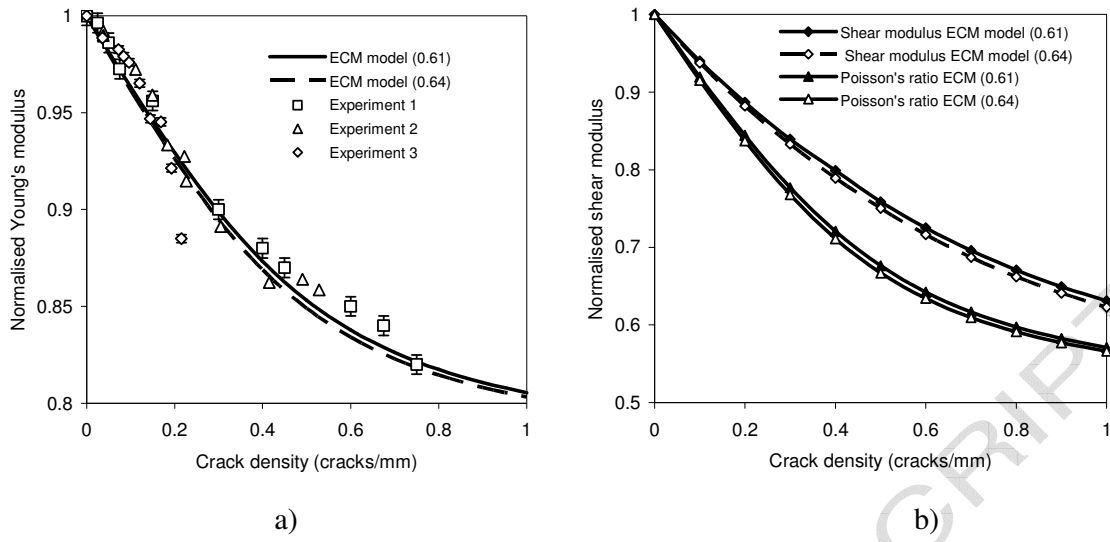 1
0.95
0.9
0.85
0.8
0
0.2
0.4
0.6
0.8
1
Normalised Young's modulus
Crack density (cracks/mm)
ECM model (0.61)
ECM model (0.64)
Experiment 1
Experiment 2
Experiment 3
a)
1
0.9
0.8
0.7
0.6
0.5
0
0.2
0.4
0.6
0.8
1
Normalised shear modulus
Crack density (cracks/mm)
Shear modulus ECM model (0.61)
Shear modulus ECM model (0.64)
Poisson's ratio ECM (0.61)
Poisson's ratio ECM (0.64)
b)
CRIPT